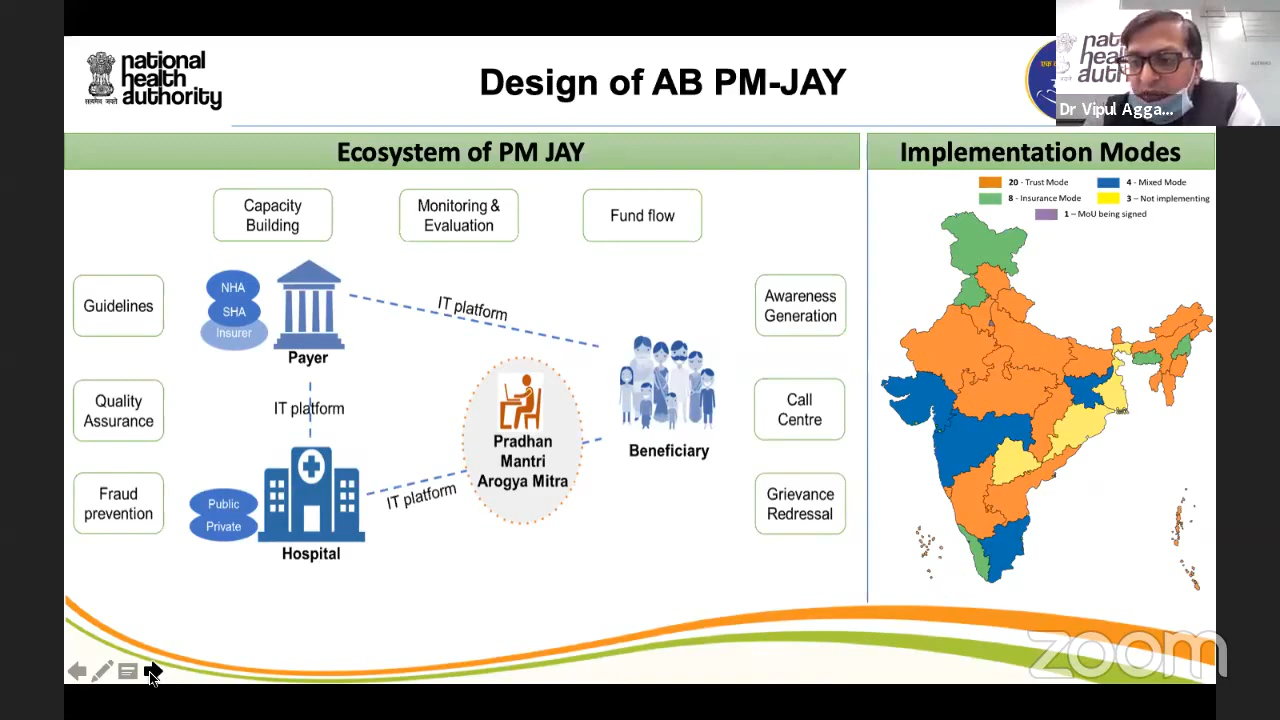 national
health
authority
सत्यमेव जयते
Design of AB PM-JAY
Dr Vipul Agga...
Ecosystem of PM JAY
Implementation Modes
20 - Trust Mode
4 - Mixed Mode
8 - Insurance Mode
3 – Not implementing
1 – MoU being signed
Capacity
Building
Monitoring &
Evaluation
Fund flow
Guidelines
NHA
SHA
Insurer
Payer
IT platform
Awareness
Generation
Quality
Assurance
IT platform
Pradhan
Mantri
Arogya Mitra
Beneficiary
Call
Centre
Fraud
prevention
Public
Private
Hospital
IT platform
Grievance
Redressal
zoom